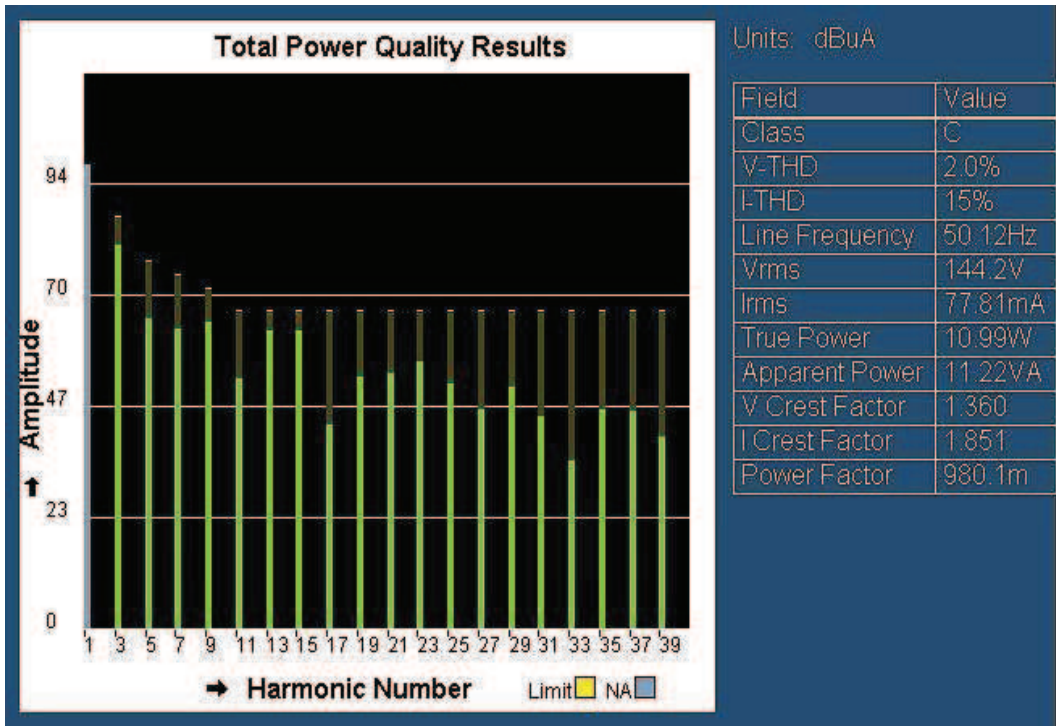 Total Power Quality Results
Units: dBuA
94
70
47
23
0
Amplitude
1 3 5 7 9 11 13 15 17 19 21 23 25 27 29 31 33 35 37 39
Harmonic Number
Limit NA
Field Value
Class C
V-THD 2.0%
I-THD 15%
Line Frequency 50.12Hz
Vrms 144.2V
Irms 77.81mA
True Power 10.99W
Apparent Power 11.22VA
V Crest Factor 1.360
I Crest Factor 1.851
Power Factor 980.1m